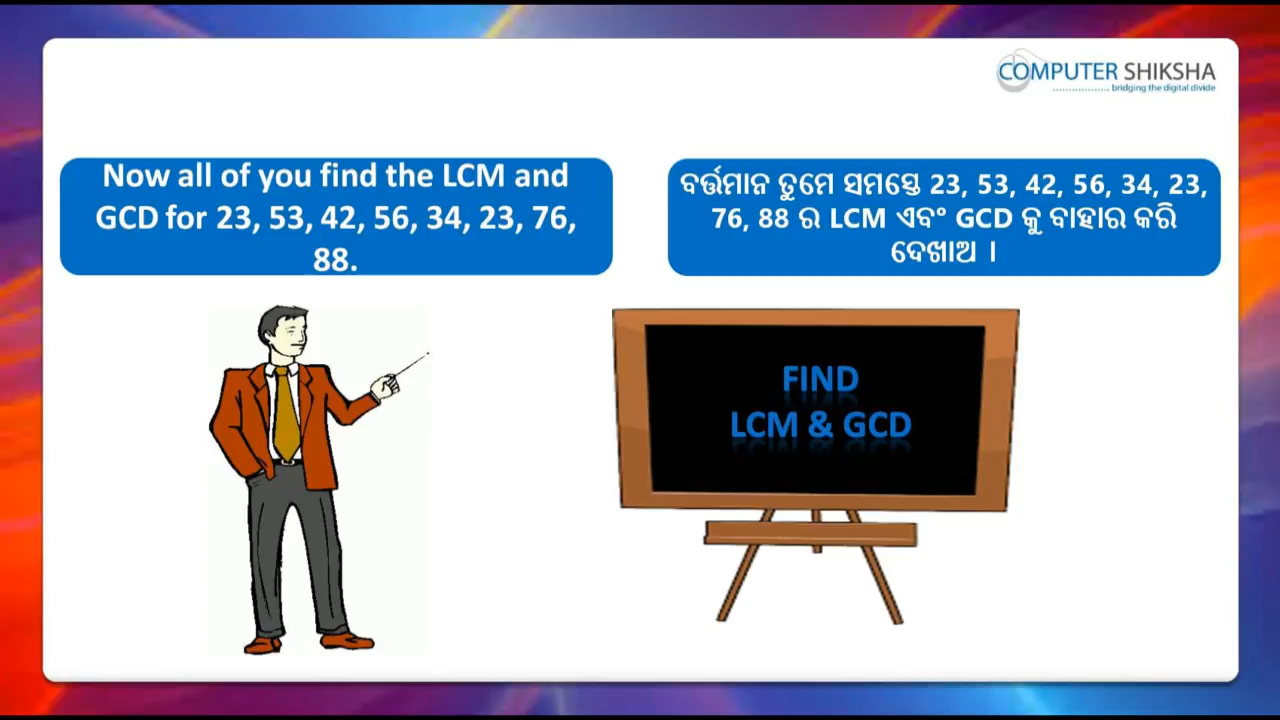 COMPUTER SHIKSHA
bridging the digital divide
Now all of you find the LCM and
GCD for 23, 53, 42, 56, 34, 23, 76,
88.
ବର୍ତ୍ତମାନ ତୁମେ ସମସ୍ତେ 23, 53, 42, 56, 34, 23,
76, 88 ର LCM ଏବଂ GCD କୁ ବାହାର କରି
ଦେଖାଅ ।
FIND
LCM & GCD